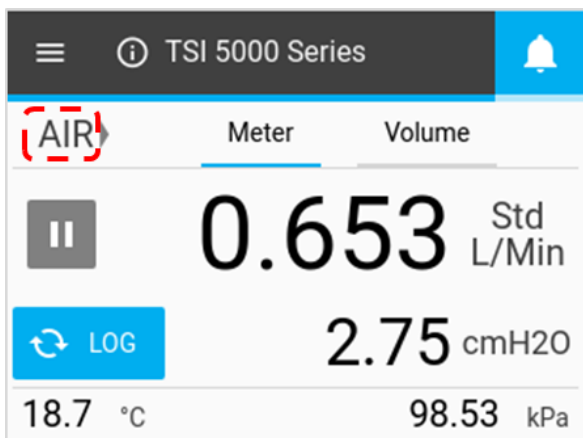 TSI 5000 Series
AIR Meter Volume
0.653 Std L/Min
LOG 2.75 cmH2O
18.7 °C 98.53 kPa